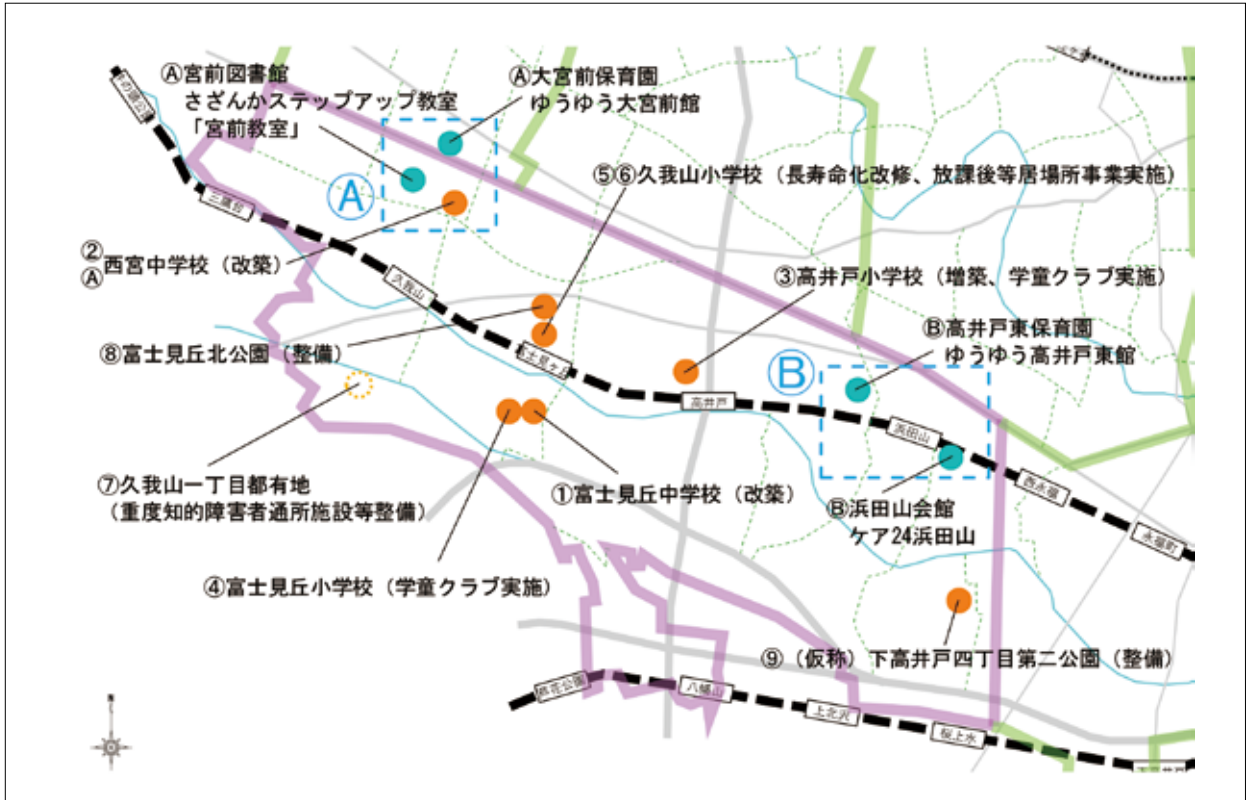 Ⓐ宮前図書館
さざんかステップアップ教室
「宮前教室」
Ⓐ大宮前保育園
ゆうゆう大宮前館
⑤⑥久我山小学校（長寿命化改修、放課後等居場所事業実施）
Ⓐ
三鷹台
②
Ⓐ
西宮中学校（改築）
久我山
③高井戸小学校（増築、学童クラブ実施）
Ⓑ高井戸東保育園
ゆうゆう高井戸東館
⑧富士見丘北公園（整備）
Ⓑ
高井戸
浜田山
西永福
永福町
⑦久我山一丁目都有地
（重度知的障害者通所施設等整備）
①富士見丘中学校（改築）
Ⓑ浜田山会館
ケア24浜田山
④富士見丘小学校（学童クラブ実施）
⑨（仮称）下高井戸四丁目第二公園（整備）
芦花公園
八幡山
上北沢
桜上水